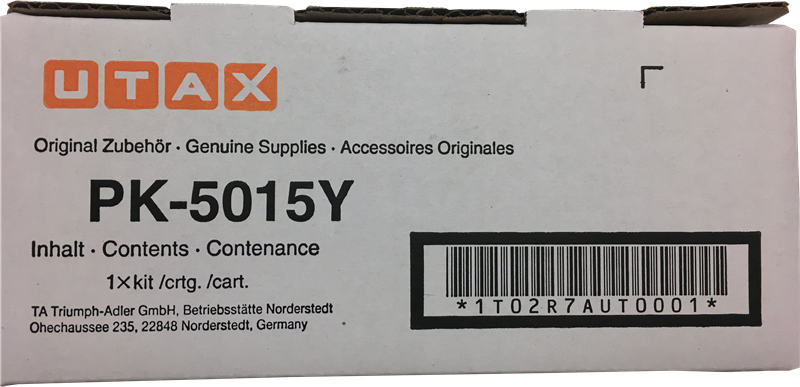 UTAX
Original Zubehör · Genuine Supplies · Accessoires Originales
PK-5015Y
Inhalt · Contents · Contenance
1×kit /crtg. /cart.
TA Triumph-Adler GmbH, Betriebsstätte Norderstedt
Ohechaussee 235, 22848 Norderstedt, Germany
*1T02R7AUT0001*